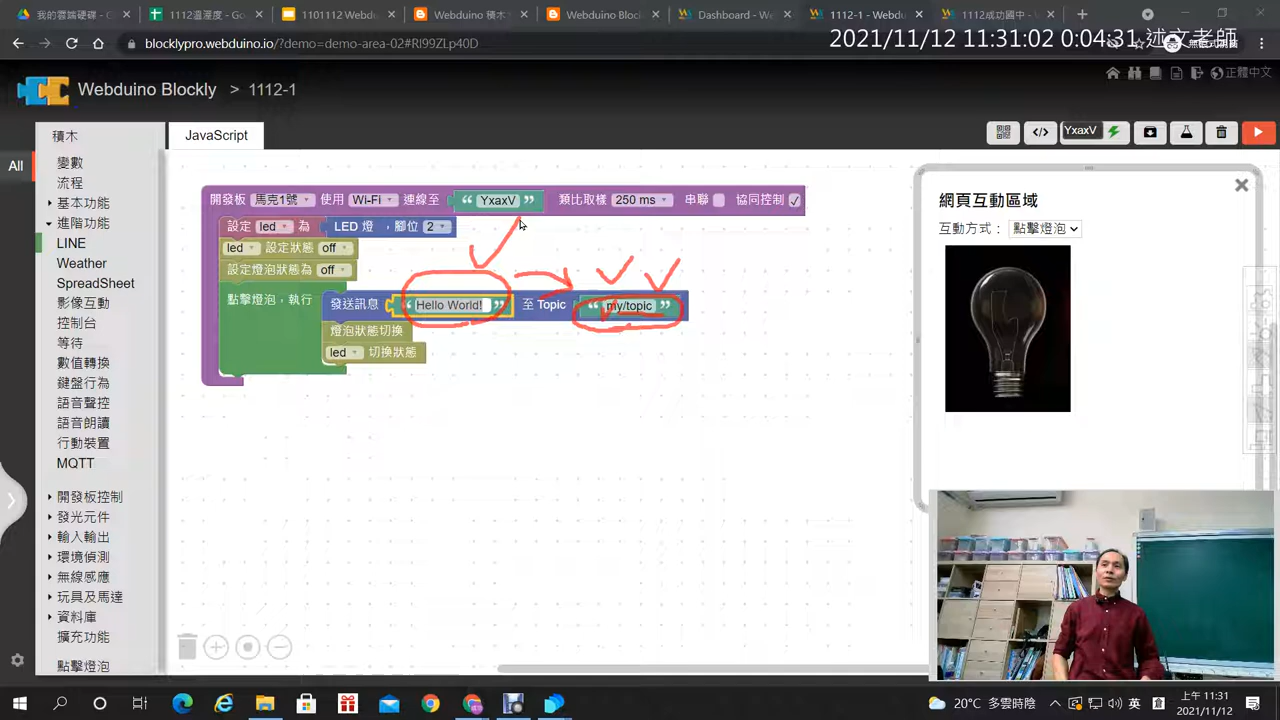 我的雲端硬碟 - Go
1112溫溼度 - Go
1101112 Webdu
Webduino 積木文
Webduino Block
Dashboard - We
1112-1 - Webdu
1112成功國中 - W
2021/11/12 11:31:02 0:04:31 述文老師
blocklypro.webduino.io/?demo=demo-area-02#Rl99ZLp40D
Webduino Blockly > 1112-1
正體中文
積木
JavaScript
YxaxV
All
變數
流程
基本功能
進階功能
LINE
Weather
SpreadSheet
影像互動
控制台
等待
數值轉換
鍵盤行為
語音聲控
語音朗讀
行動裝置
MQTT
開發板控制
發光元件
輸入輸出
環境偵測
無線感應
玩具及馬達
資料庫
擴充功能
點擊燈泡
開發板 馬克1號 使用 Wi-Fi 連線至 “ YxaxV ” 類比取樣 250 ms 串聯 協同控制
設定 led 為 LED 燈 ,腳位 2
led 設定狀態 off
設定燈泡狀態為 off
點擊燈泡,執行 發送訊息 “ Hello World! ” 至 Topic “ my/topic ”
燈泡狀態切換
led 切換狀態
網頁互動區域
互動方式: 點擊燈泡
20°C 多雲時陰
英
上午 11:31
2021/11/12